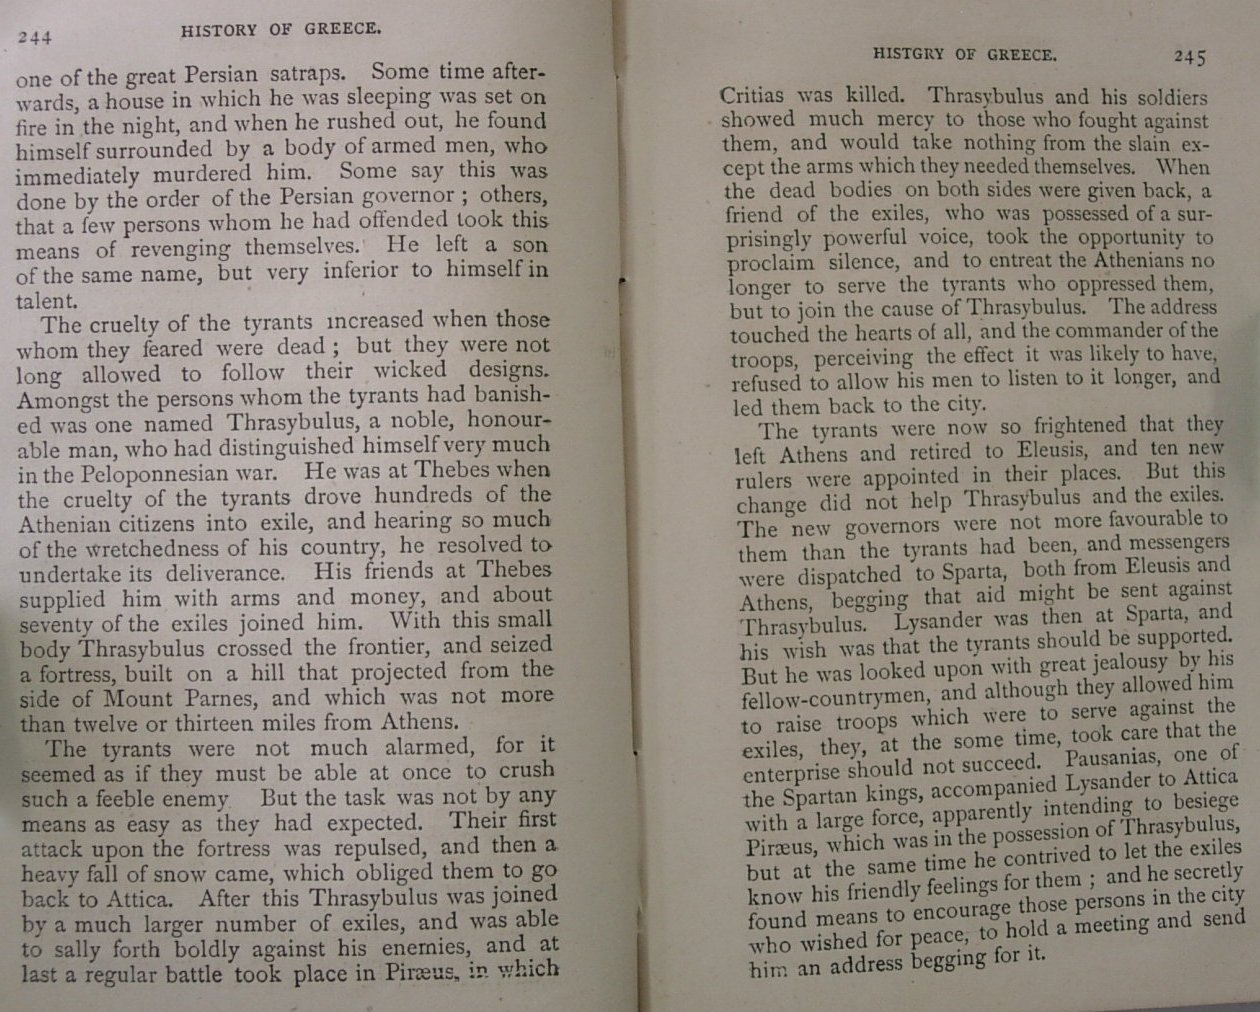 244
HISTORY OF GREECE.
one of the great Persian satraps. Some time after-
wards, a house in which he was sleeping was set on
fire in the night, and when he rushed out, he found
himself surrounded by a body of armed men, who
immediately murdered him. Some say this was
done by the order of the Persian governor ; others,
that a few persons whom he had offended took this
means of revenging themselves. He left a son
of the same name, but very inferior to himself in
talent.
The cruelty of the tyrants increased when those
whom they feared were dead ; but they were not
long allowed to follow their wicked designs.
Amongst the persons whom the tyrants had banish-
ed was one named Thrasybulus, a noble, honour-
able man, who had distinguished himself very much
in the Peloponnesian war. He was at Thebes when
the cruelty of the tyrants drove hundreds of the
Athenian citizens into exile, and hearing so much
of the wretchedness of his country, he resolved to
undertake its deliverance. His friends at Thebes
supplied him with arms and money, and about
seventy of the exiles joined him. With this small
body Thrasybulus crossed the frontier, and seized
a fortress, built on a hill that projected from the
side of Mount Parnes, and which was not more
than twelve or thirteen miles from Athens.
The tyrants were not much alarmed, for it
seemed as if they must be able at once to crush
such a feeble enemy But the task was not by any
means as easy as they had expected. Their first
attack upon the fortress was repulsed, and then a
heavy fall of snow came, which obliged them to go
back to Attica. After this Thrasybulus was joined
by a much larger number of exiles, and was able
to sally forth boldly against his enemies, and at
last a regular battle took place in Piræus, in which
HISTGRY OF GREECE.
245
Critias was killed. Thrasybulus and his soldiers
showed much mercy to those who fought against
them, and would take nothing from the slain ex-
cept the arms which they needed themselves. When
the dead bodies on both sides were given back, a
friend of the exiles, who was possessed of a sur-
prisingly powerful voice, took the opportunity to
proclaim silence, and to entreat the Athenians no
longer to serve the tyrants who oppressed them,
but to join the cause of Thrasybulus. The address
touched the hearts of all, and the commander of the
troops, perceiving the effect it was likely to have,
refused to allow his men to listen to it longer, and
led them back to the city.
The tyrants were now so frightened that they
left Athens and retired to Eleusis, and ten new
rulers were appointed in their places. But this
change did not help Thrasybulus and the exiles.
The new governors were not more favourable to
them than the tyrants had been, and messengers
were dispatched to Sparta, both from Eleusis and
Athens, begging that aid might be sent against
Thrasybulus. Lysander was then at Sparta, and
his wish was that the tyrants should be supported.
But he was looked upon with great jealousy by his
fellow-countrymen, and although they allowed him
to raise troops which were to serve against the
exiles, they, at the some time, took care that the
enterprise should not succeed. Pausanias, one of
the Spartan kings, accompanied Lysander to Attica
with a large force, apparently intending to besiege
Piræus, which was in the possession of Thrasybulus,
but at the same time he contrived to let the exiles
know his friendly feelings for them ; and he secretly
found means to encourage those persons in the city
who wished for peace, to hold a meeting and send
him an address begging for it.